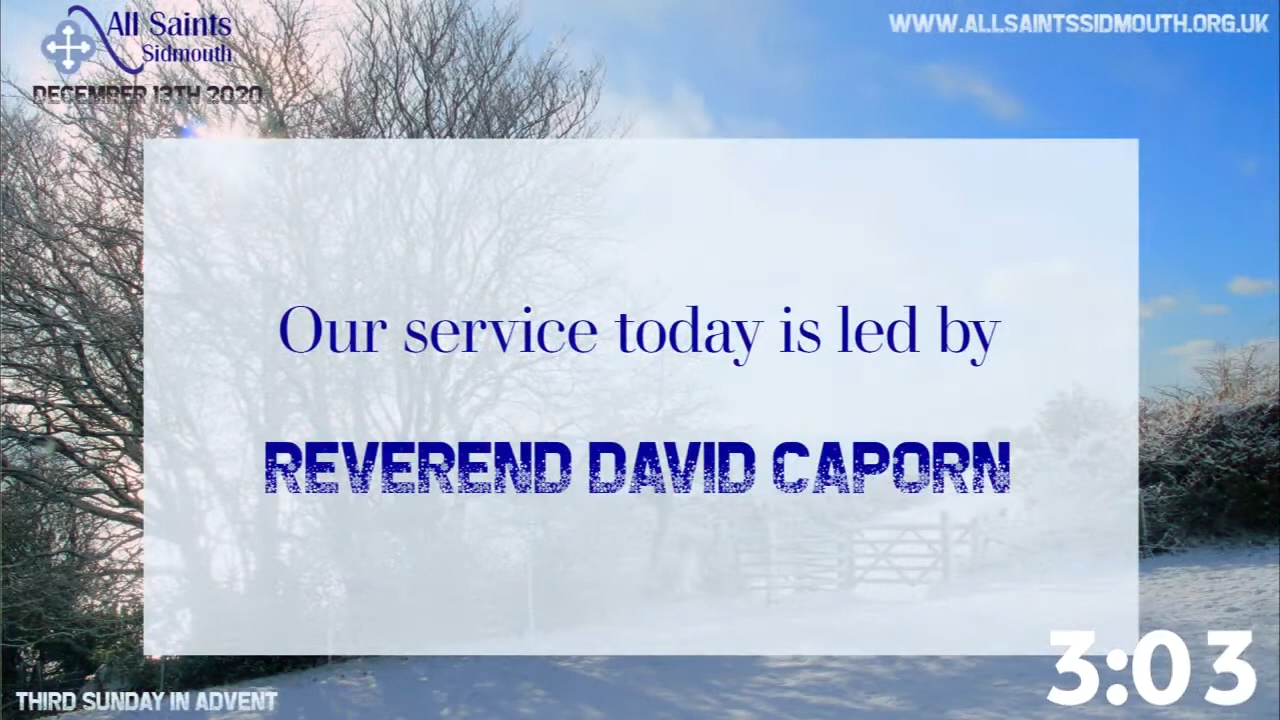 All Saints
Sidmouth
DECEMBER 13TH 2020
WWW.ALLSAINTSSIDMOUTH.ORG.UK
Our service today is led by
REVEREND DAVID CAPORN
THIRD SUNDAY IN ADVENT
3:03